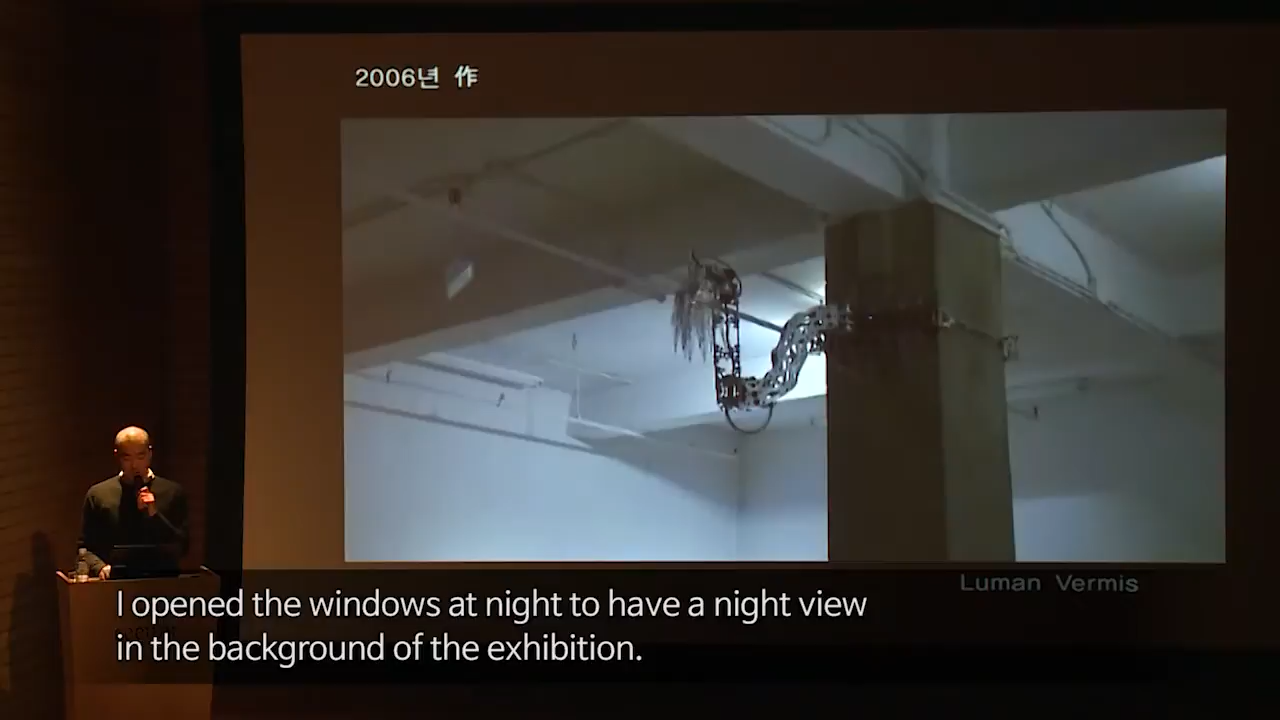 2006년 作
Luman Vermis
I opened the windows at night to have a night view
in the background of the exhibition.